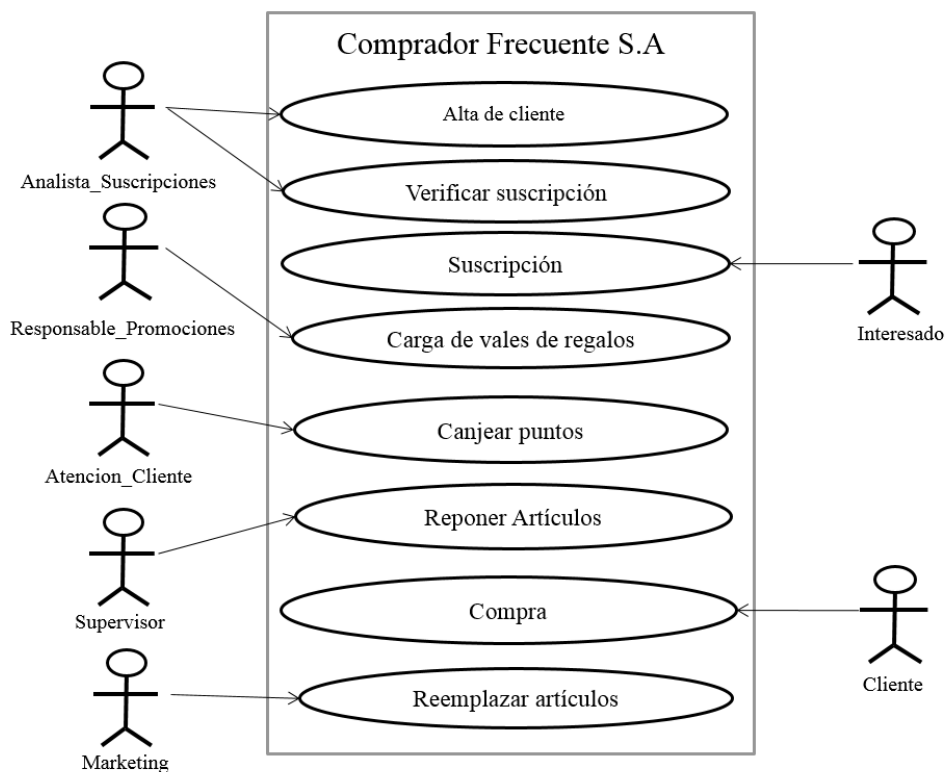 Comprador Frecuente S.A
Alta de cliente
Analista_Suscripciones
Verificar suscripción
Suscripción
Responsable_Promociones
Interesado
Carga de vales de regalos
Canjear puntos
Atencion_Cliente
Reponer Artículos
Compra
Supervisor
Cliente
Reemplazar artículos
Marketing